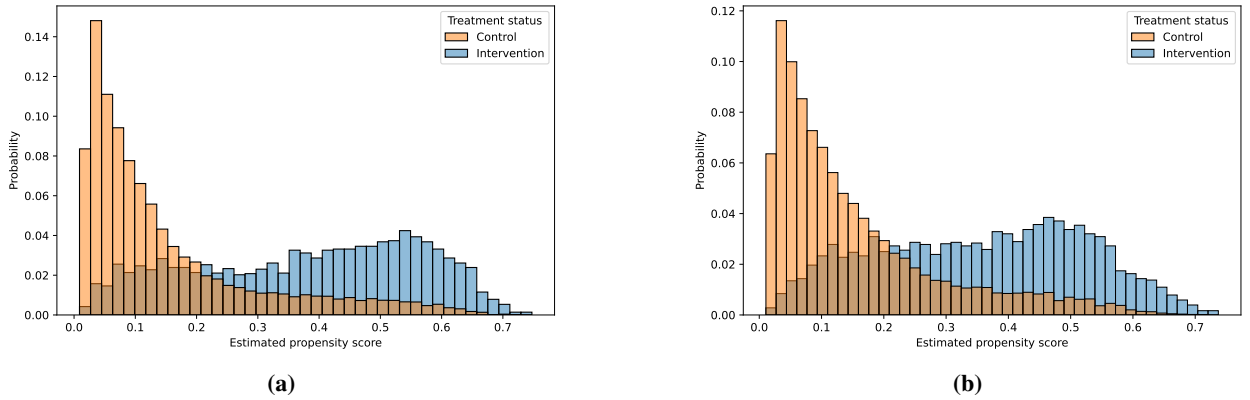 Treatment status
Control
Intervention
Probability
0.14
0.12
0.10
0.08
0.06
0.04
0.02
0.00
0.0 0.1 0.2 0.3 0.4 0.5 0.6 0.7
Estimated propensity score
(a)
Treatment status
Control
Intervention
Probability
0.12
0.10
0.08
0.06
0.04
0.02
0.00
0.0 0.1 0.2 0.3 0.4 0.5 0.6 0.7
Estimated propensity score
(b)